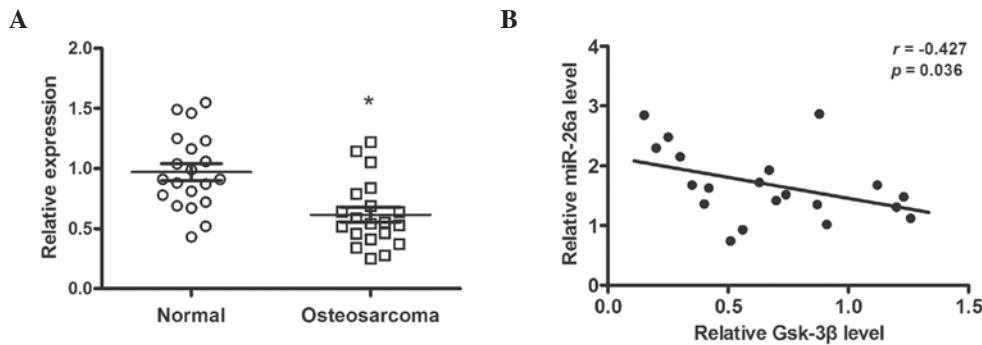 A
Relative expression
2.0
1.5
1.0
0.5
0.0
*
Normal
Osteosarcoma
B
Relative miR-26a level
4
3
2
1
0
r = -0.427
p = 0.036
0.0
0.5
1.0
1.5
Relative Gsk-3β level